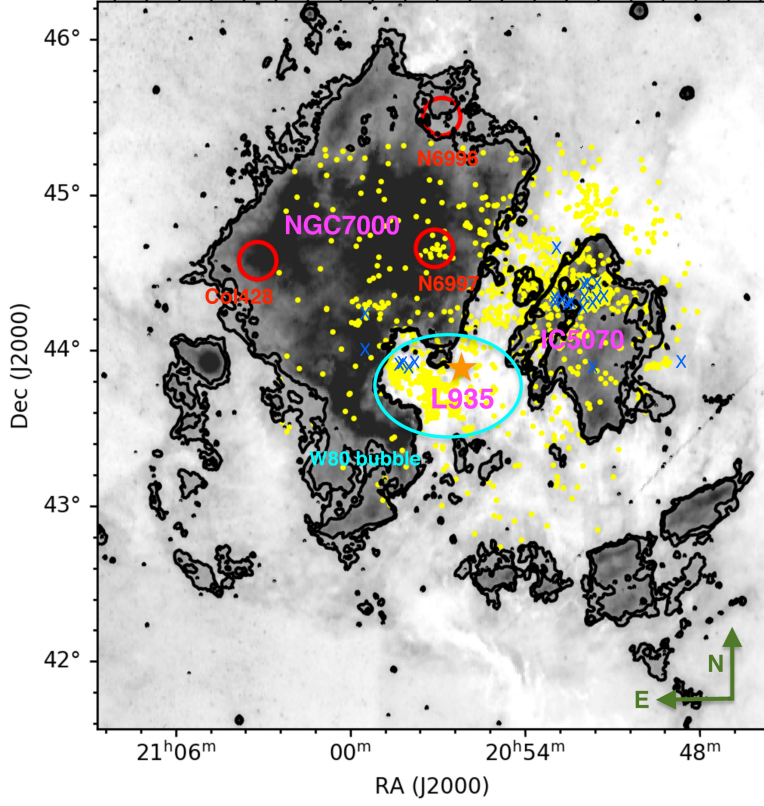 46°
N6996
45°
NGC7000
N6997
Col428
44°
IC5070
L935
W80 bubble
43°
42°
N
E
21ʰ06ᵐ
00ᵐ
20ʰ54ᵐ
48ᵐ
RA (J2000)
Dec (J2000)